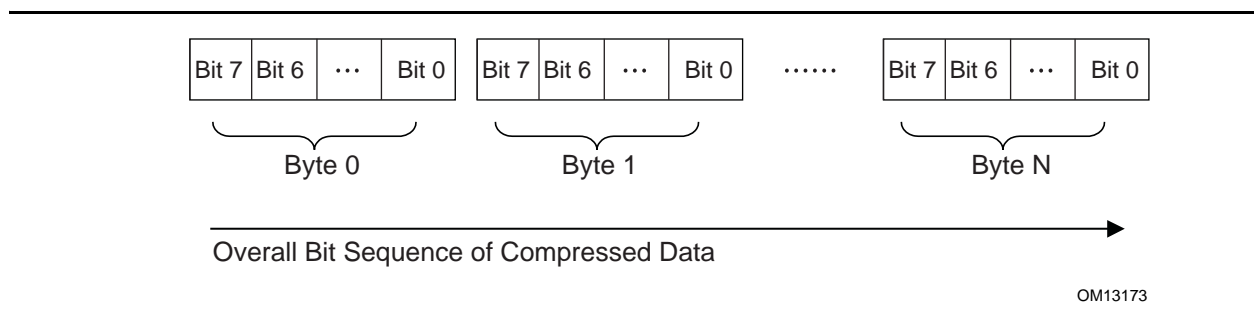 Bit 7 Bit 6 ... Bit 0 Bit 7 Bit 6 ... Bit 0 ...... Bit 7 Bit 6 ... Bit 0
Byte 0 Byte 1 Byte N
Overall Bit Sequence of Compressed Data
OM13173